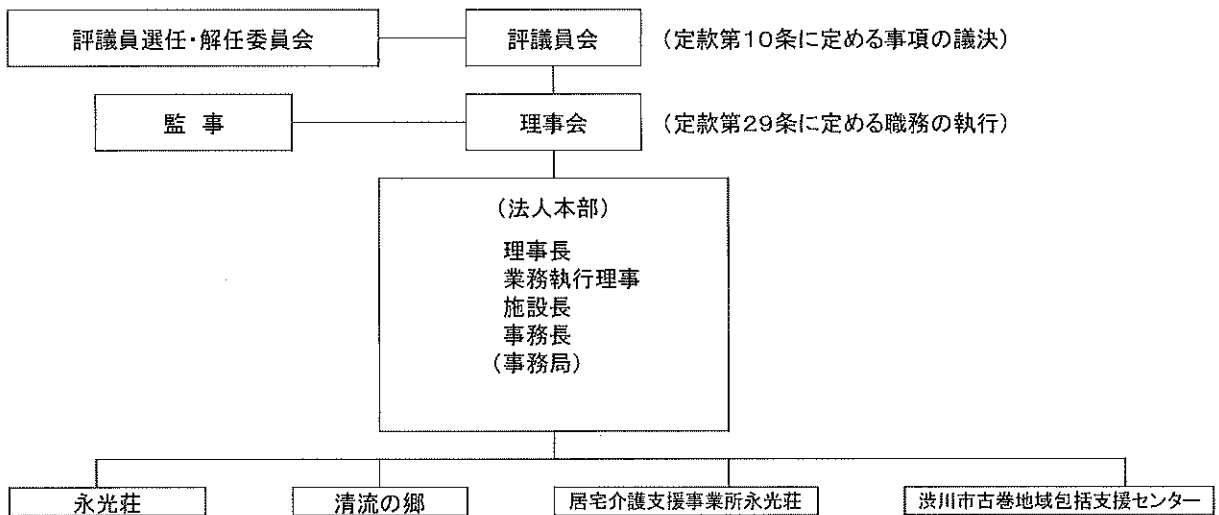 評議員選任・解任委員会 評議員会 (定款第10条に定める事項の議決)
監 事 理事会 (定款第29条に定める職務の執行)
(法人本部)
理事長
業務執行理事
施設長
事務長
(事務局)
永光荘 清流の郷 居宅介護支援事業所永光荘 渋川市古巻地域包括支援センター